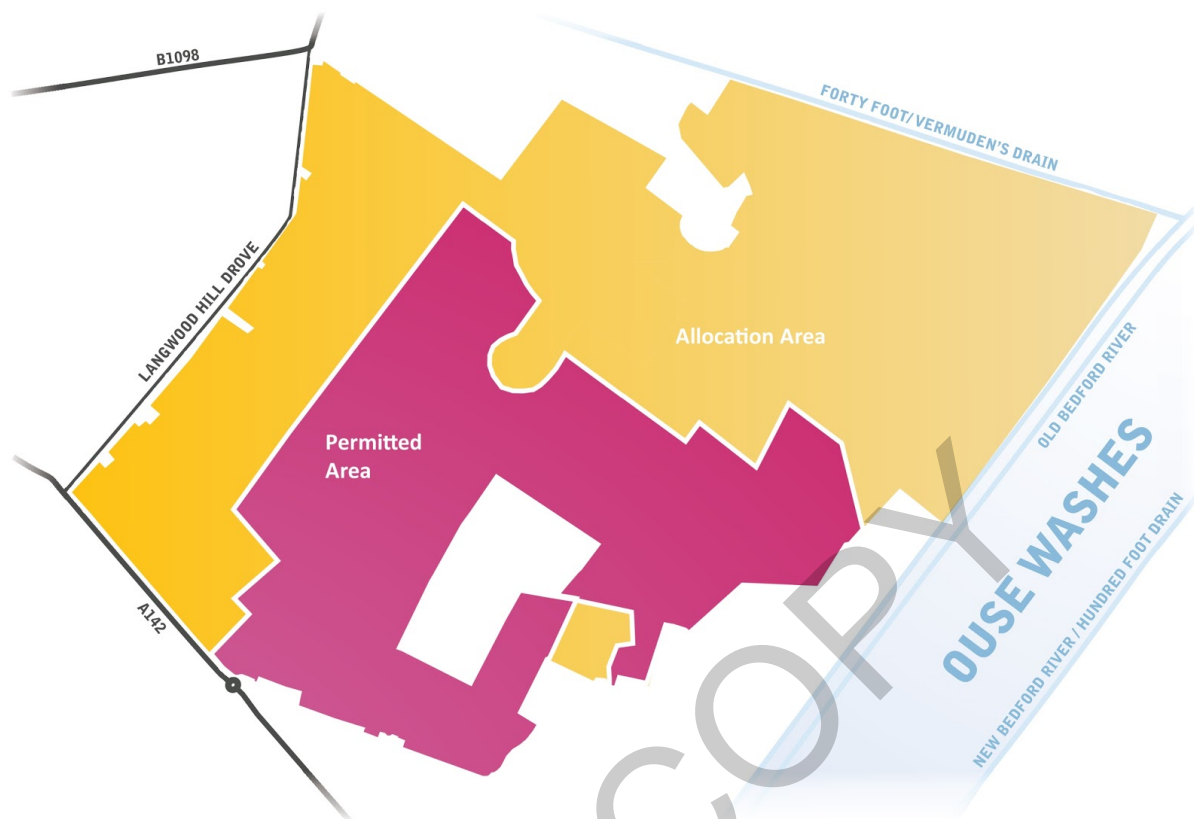 B1098
FORTY FOOT/VERMUDEN'S DRAIN
LANGWOOD HILL DROVE
Allocation Area
OLD BEDFORD RIVER
Permitted
Area
OUSE WASHES
NEW BEDFORD RIVER / HUNDRED FOOT DRAIN
A142
COPY